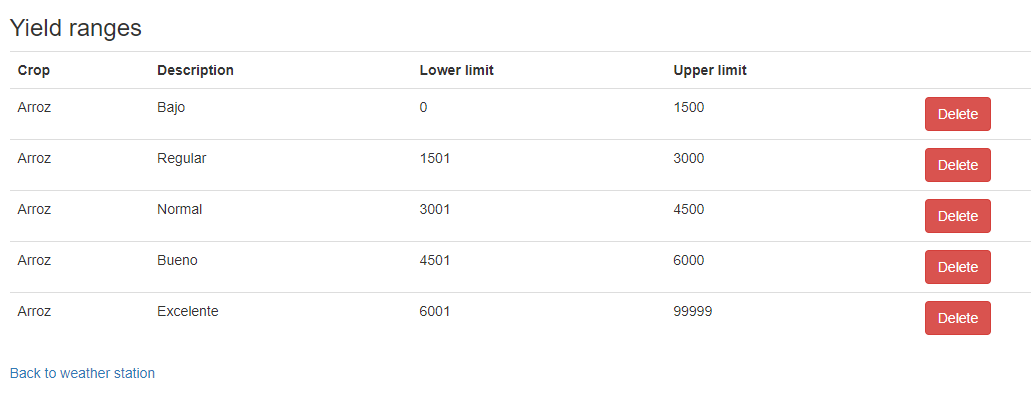 Yield ranges
Crop Description Lower limit Upper limit
Arroz Bajo 0 1500 Delete
Arroz Regular 1501 3000 Delete
Arroz Normal 3001 4500 Delete
Arroz Bueno 4501 6000 Delete
Arroz Excelente 6001 99999 Delete
Back to weather station